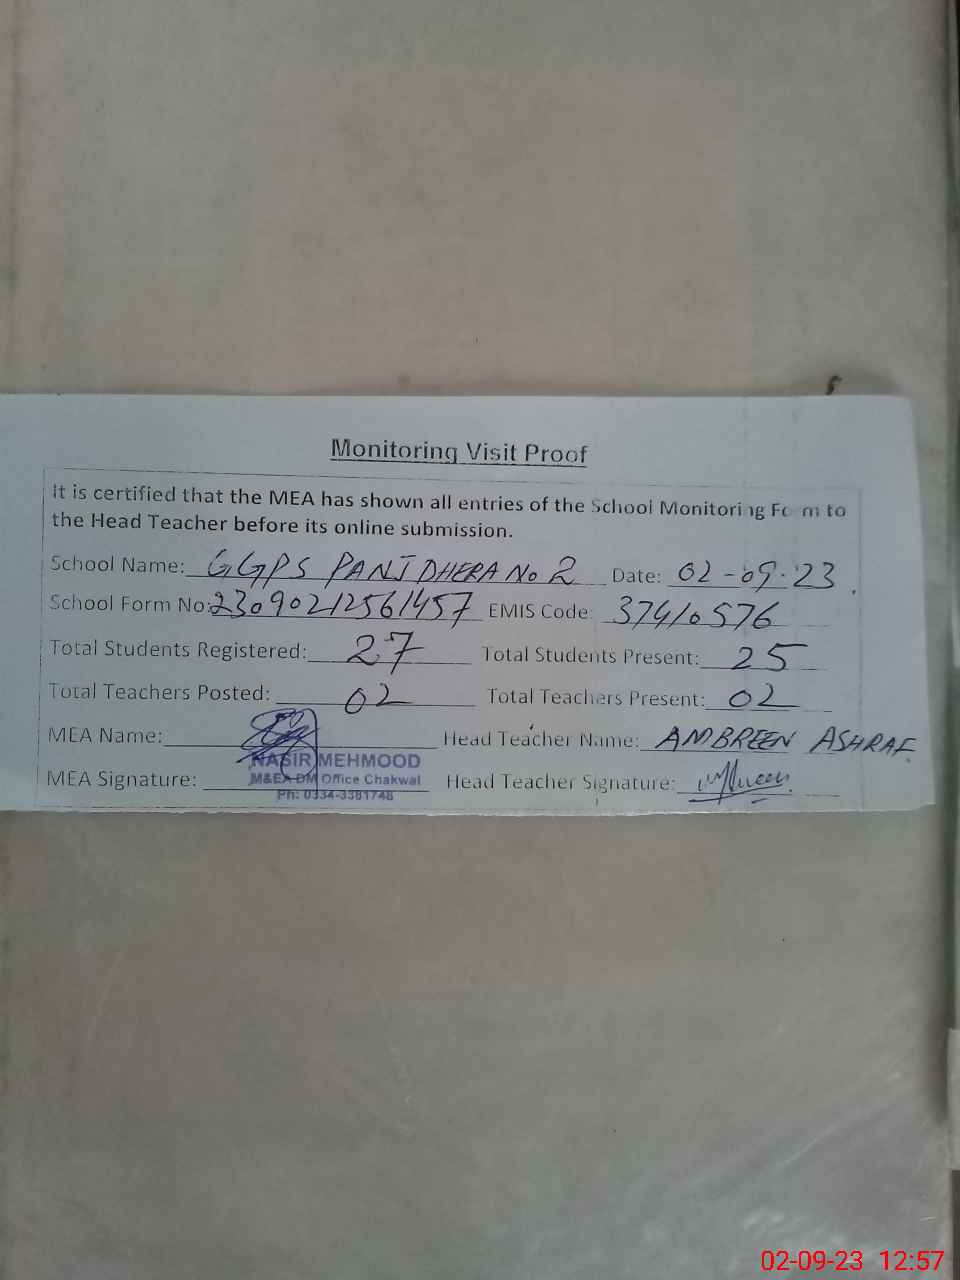 Monitoring Visit Proof
It is certified that the MEA has shown all entries of the School Monitoring Form to
the Head Teacher before its online submission.
School Name: GGPS PANJDHERA No 2 Date: 02-09-23
School Form No: 23090212561457 EMIS Code: 37410576
Total Students Registered: 27 Total Students Present: 25
Total Teachers Posted: 02 Total Teachers Present: 02
MEA Name: Head Teacher Name: AMBREEN ASHRAF
NASIR MEHMOOD
MEA Signature: M&EA DM Office Chakwal Head Teacher Signature:
Ph: 0334-3381748
02-09-23 12:57